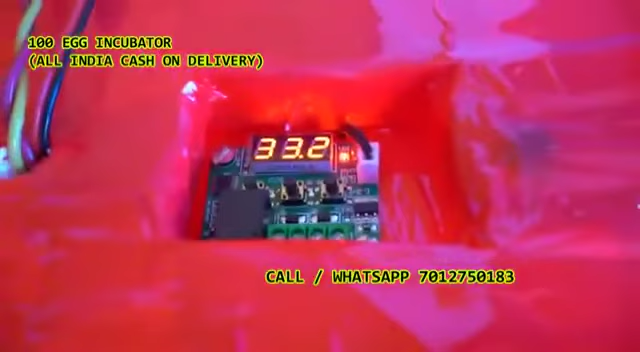 100 EGG INCUBATOR
(ALL INDIA CASH ON DELIVERY)
33.2
CALL / WHATSAPP 7012750183